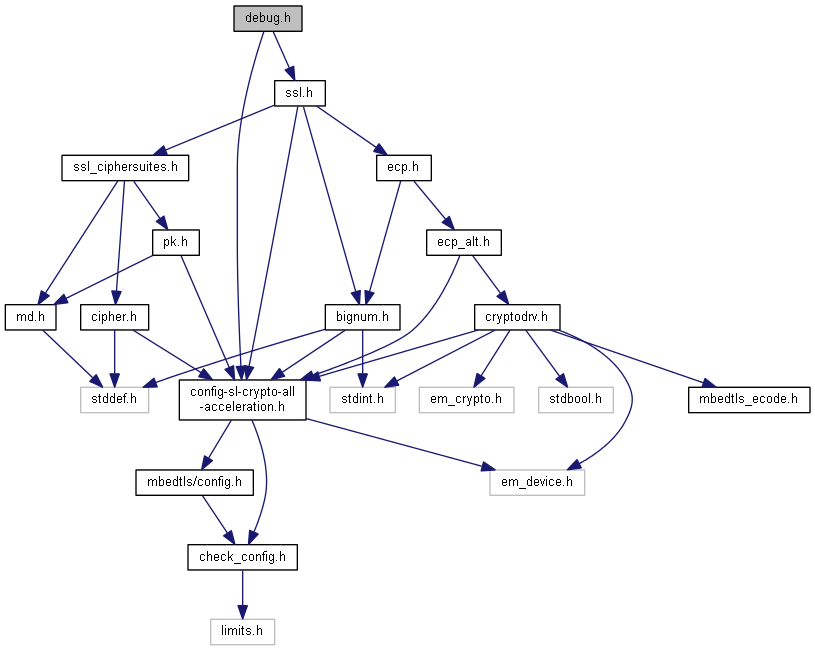 debug.h
ssl.h
ssl_ciphersuites.h
ecp.h
pk.h
ecp_alt.h
md.h
cipher.h
bignum.h
cryptodrv.h
stddef.h
config-sl-crypto-all
-acceleration.h
stdint.h
em_crypto.h
stdbool.h
mbedtls_ecode.h
mbedtls/config.h
em_device.h
check_config.h
limits.h